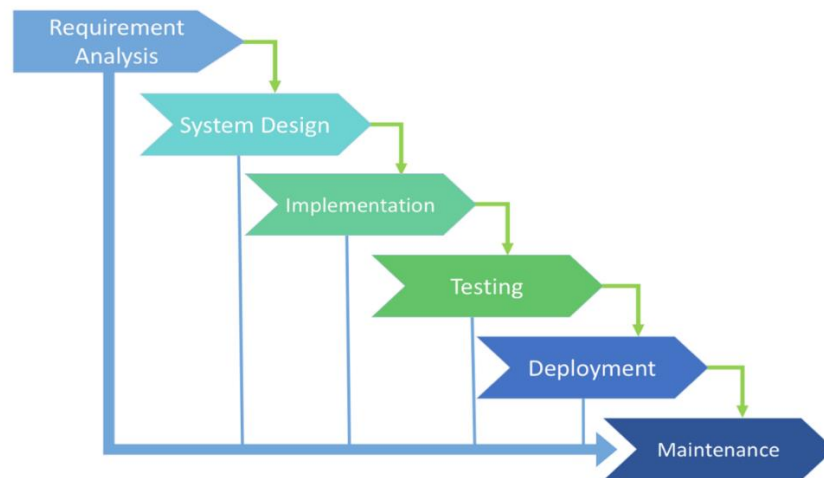 Requirement
Analysis
System Design
Implementation
Testing
Deployment
Maintenance